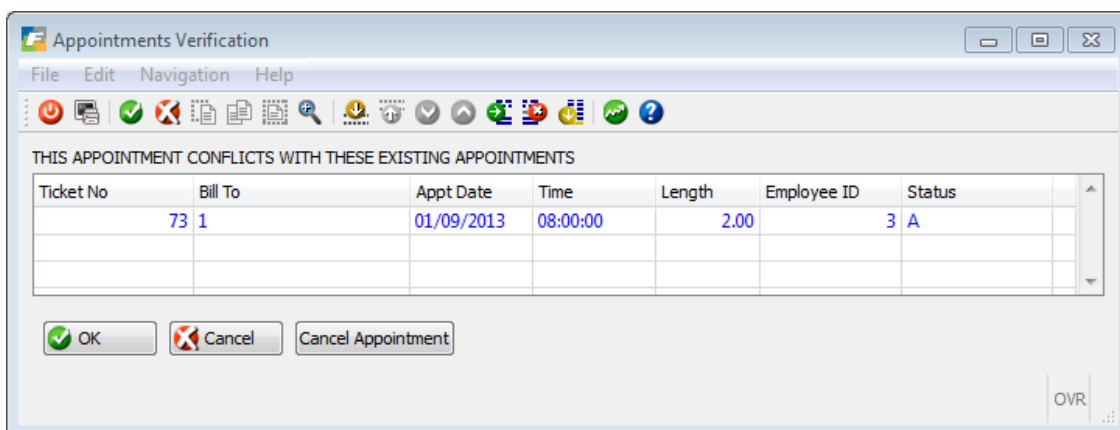 Appointments Verification
File Edit Navigation Help
THIS APPOINTMENT CONFLICTS WITH THESE EXISTING APPOINTMENTS
Ticket No Bill To Appt Date Time Length Employee ID Status
73 1 01/09/2013 08:00:00 2.00 3 A
OK Cancel Cancel Appointment
OVR